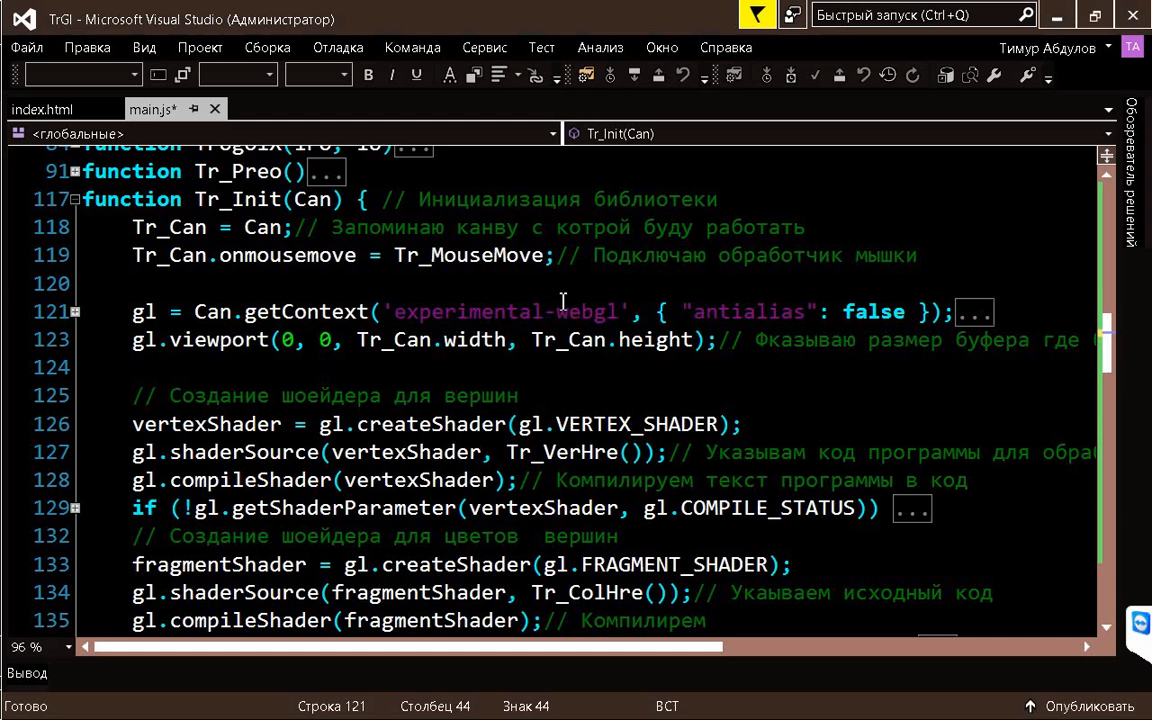 TrGl - Microsoft Visual Studio (Администратор)
Быстрый запуск (Ctrl+Q)
Файл Правка Вид Проект Сборка Отладка Команда Сервис Тест Анализ Окно Справка Тимур Абдулов ТА
index.html main.js*
<глобальные> Tr_Init(Can)
91 function Tr_Preo()...
117 function Tr_Init(Can) { // Инициализация библиотеки
118 Tr_Can = Can;// Запоминаю канву с котрой буду работать
119 Tr_Can.onmousemove = Tr_MouseMove;// Подключаю обработчик мышки
120
121 gl = Can.getContext('experimental-webgl', { "antialias": false });...
123 gl.viewport(0, 0, Tr_Can.width, Tr_Can.height);// Фказываю размер буфера где
124
125 // Создание шоейдера для вершин
126 vertexShader = gl.createShader(gl.VERTEX_SHADER);
127 gl.shaderSource(vertexShader, Tr_VerHre());// Указывам код программы для обра
128 gl.compileShader(vertexShader);// Компилируем текст программы в код
129 if (!gl.getShaderParameter(vertexShader, gl.COMPILE_STATUS)) ...
132 // Создание шоейдера для цветов вершин
133 fragmentShader = gl.createShader(gl.FRAGMENT_SHADER);
134 gl.shaderSource(fragmentShader, Tr_ColHre());// Укаываем исходный код
135 gl.compileShader(fragmentShader);// Компилирем
96 %
Вывод
Готово Строка 121 Столбец 44 Знак 44 ВСТ Опубликовать
Обозреватель решений